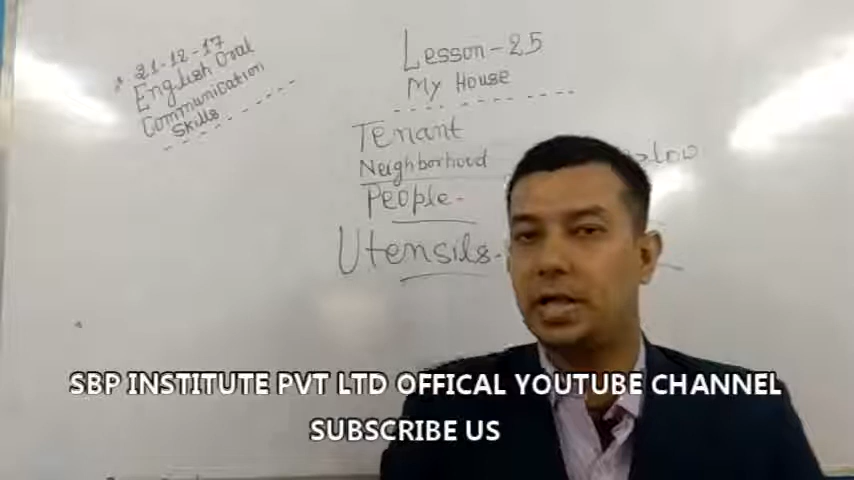 21-12-17
English Oral
Communication
Skills
Lesson-25
My House
Tenant
Neighborhood
People-
Utensils-
SBP INSTITUTE PVT LTD OFFICAL YOUTUBE CHANNEL
SUBSCRIBE US